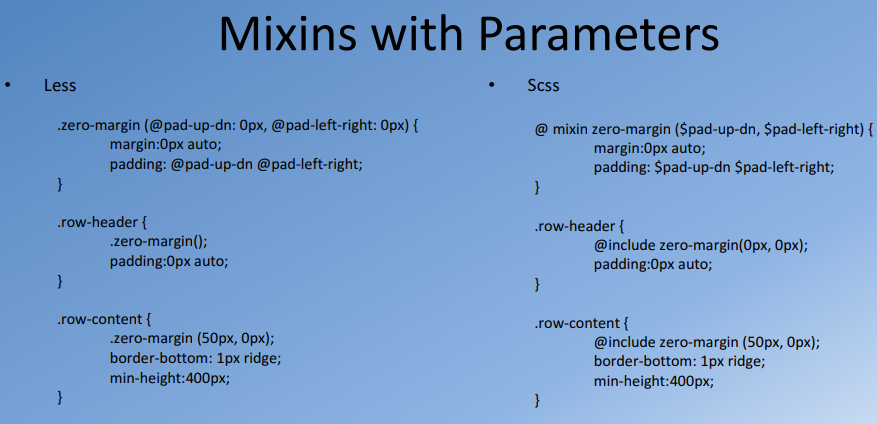 Mixins with Parameters
• Less
.zero-margin (@pad-up-dn: 0px, @pad-left-right: 0px) {
margin:0px auto;
padding: @pad-up-dn @pad-left-right;
}
.row-header {
.zero-margin();
padding:0px auto;
}
.row-content {
.zero-margin (50px, 0px);
border-bottom: 1px ridge;
min-height:400px;
}
• Scss
@ mixin zero-margin ($pad-up-dn, $pad-left-right) {
margin:0px auto;
padding: $pad-up-dn $pad-left-right;
}
.row-header {
@include zero-margin(0px, 0px);
padding:0px auto;
}
.row-content {
@include zero-margin (50px, 0px);
border-bottom: 1px ridge;
min-height:400px;
}